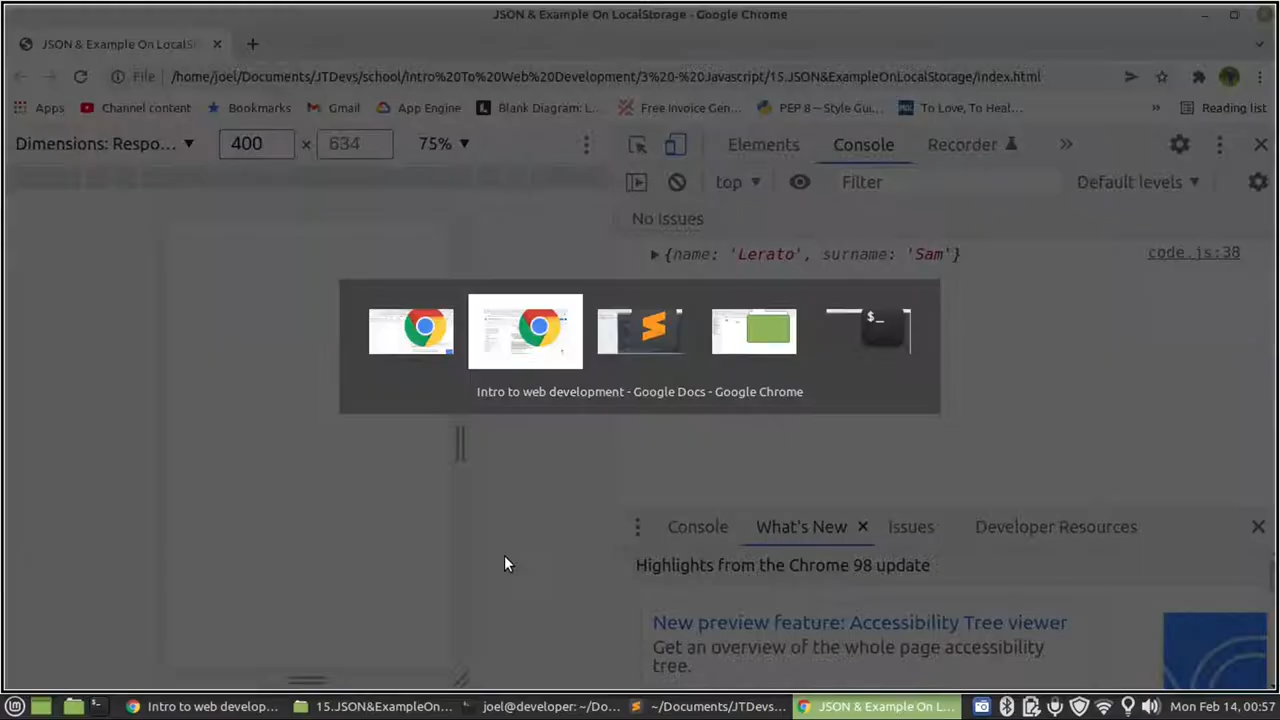 JSON & Example On LocalStorage - Google Chrome
JSON & Example On LocalSt
File /home/joel/Documents/JTDevs/school/Intro%20To%20Web%20Development/3%20-%20Javascript/15.JSON&ExampleOnLocalStorage/index.html
Apps Channel content Bookmarks Gmail App Engine Blank Diagram: L... Free Invoice Gen... PEP 8 – Style Gui... To Love, To Heal... » Reading list
Dimensions: Respo... 400 × 634 75% Elements Console Recorder »
top Filter Default levels
No Issues
{name: 'Lerato', surname: 'Sam'} code.js:38
$_
Intro to web development - Google Docs - Google Chrome
Console What's New Issues Developer Resources
Highlights from the Chrome 98 update
New preview feature: Accessibility Tree viewer
Get an overview of the whole page accessibility
tree.
Intro to web develop... 15.JSON&ExampleOn... joel@developer: ~/Do... ~/Documents/JTDevs... JSON & Example On L... Mon Feb 14, 00:57